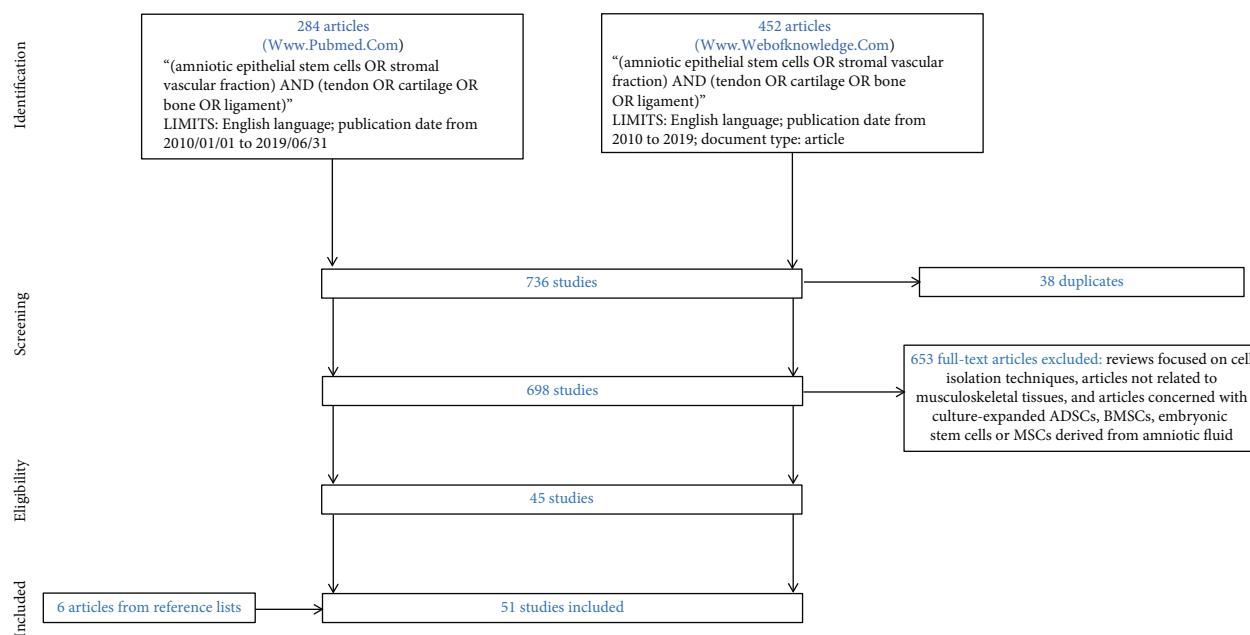 Identification
284 articles
(Www.Pubmed.Com)
“(amniotic epithelial stem cells OR stromal
vascular fraction) AND (tendon OR cartilage OR
bone OR ligament)”
LIMITS: English language; publication date from
2010/01/01 to 2019/06/31
452 articles
(Www.Webofknowledge.Com)
“(amniotic epithelial stem cells OR stromal vascular
fraction) AND (tendon OR cartilage OR bone
OR ligament)”
LIMITS: English language; publication date from
2010 to 2019; document type: article
Screening
736 studies
38 duplicates
698 studies
653 full-text articles excluded: reviews focused on cell
isolation techniques, articles not related to
musculoskeletal tissues, and articles concerned with
culture-expanded ADSCs, BMSCs, embryonic
stem cells or MSCs derived from amniotic fluid
Eligibility
45 studies
Included
6 articles from reference lists
51 studies included